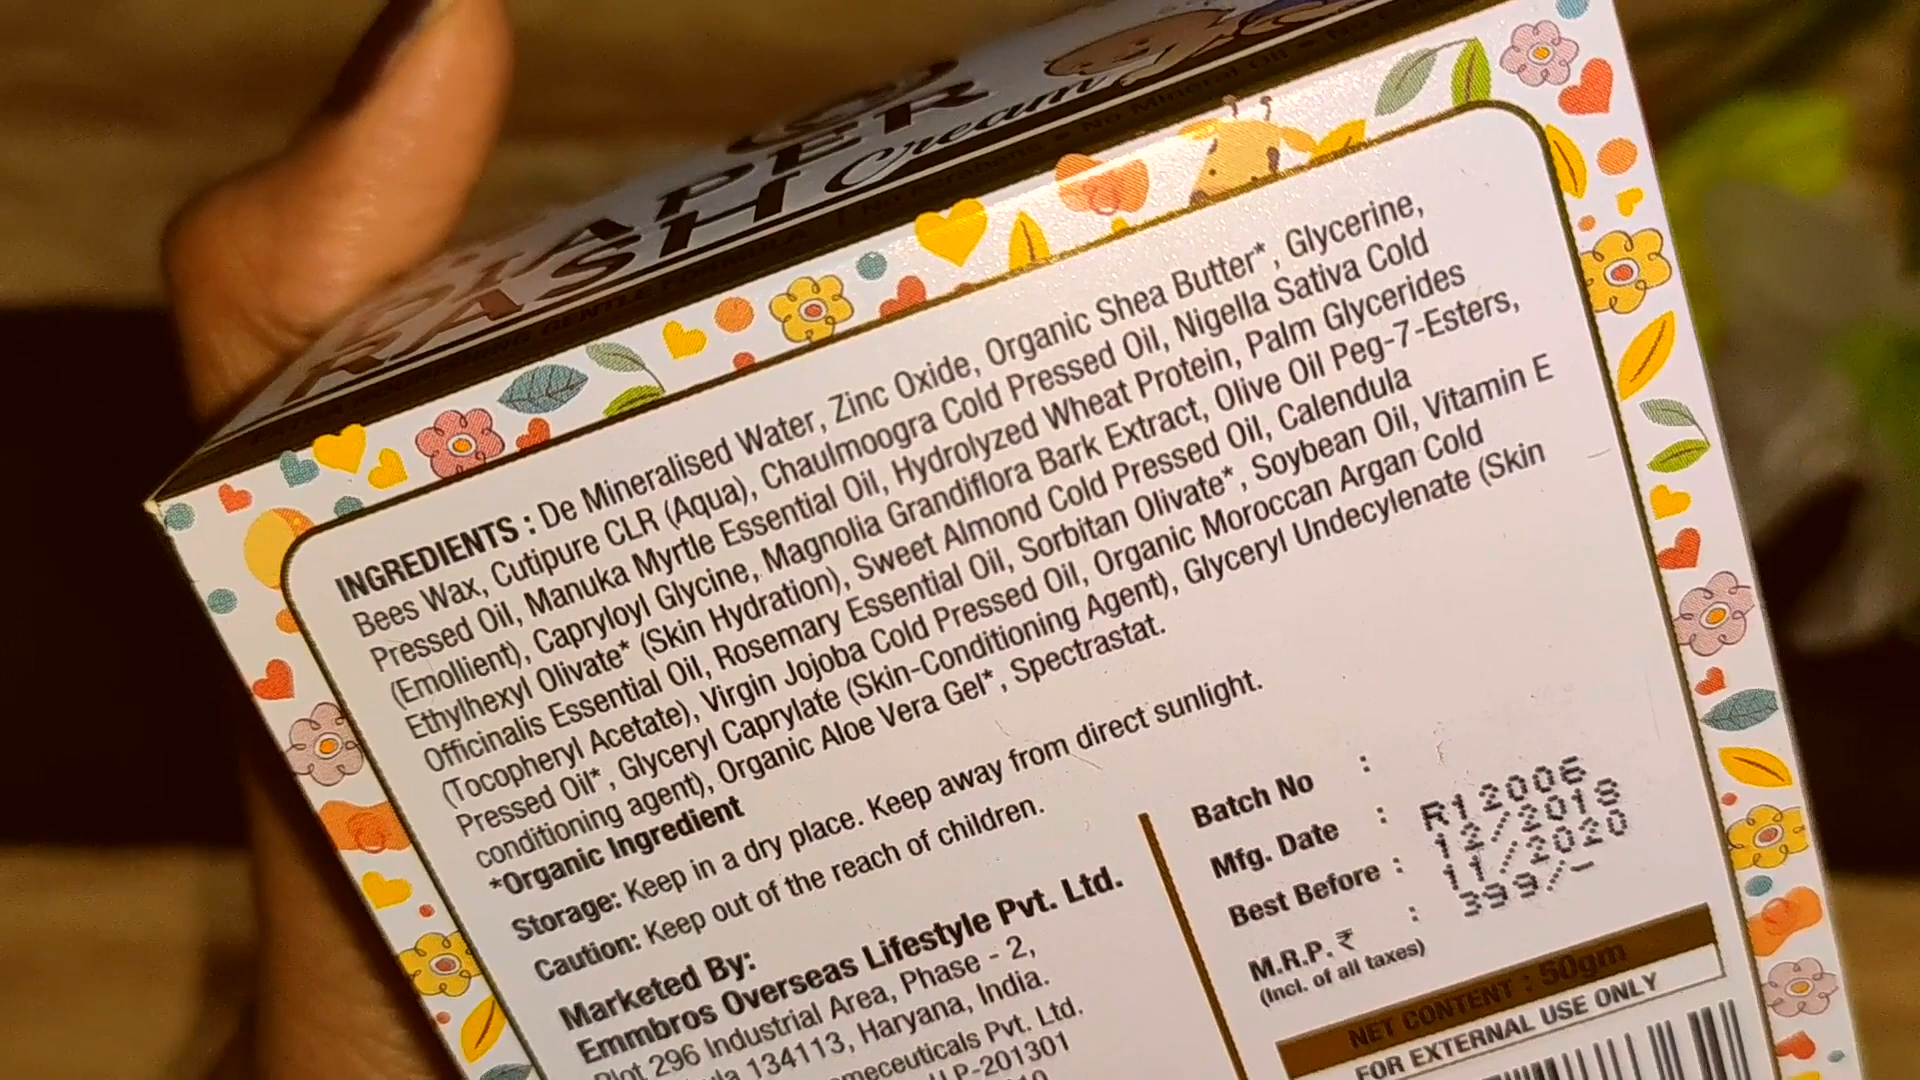 PER
RASH Cream
GENTLE FORMULA | No Parabens • No Mineral Oil •
INGREDIENTS : De Mineralised Water, Zinc Oxide, Organic Shea Butter* , Glycerine,
Bees Wax, Cutipure CLR (Aqua), Chaulmoogra Cold Pressed Oil, Nigella Sativa Cold
Pressed Oil, Manuka Myrtle Essential Oil, Hydrolyzed Wheat Protein, Palm Glycerides
(Emollient), Capryloyl Glycine, Magnolia Grandiflora Bark Extract, Olive Oil Peg-7-Esters,
Ethylhexyl Olivate* (Skin Hydration), Sweet Almond Cold Pressed Oil, Calendula
Officinalis Essential Oil, Rosemary Essential Oil, Sorbitan Olivate* , Soybean Oil, Vitamin E
(Tocopheryl Acetate), Virgin Jojoba Cold Pressed Oil, Organic Moroccan Argan Cold
Pressed Oil* , Glyceryl Caprylate (Skin-Conditioning Agent), Glyceryl Undecylenate (Skin
conditioning agent), Organic Aloe Vera Gel* , Spectrastat.
*Organic Ingredient
Storage: Keep in a dry place. Keep away from direct sunlight.
Caution: Keep out of the reach of children.
Marketed By:
Emmbros Overseas Lifestyle Pvt. Ltd.
Plot 296 Industrial Area, Phase - 2,
134113, Haryana, India.
Pvt. Ltd.
U P-201301
Batch No : R12006
Mfg. Date : 12/2019
Best Before : 11/2020
M.R.P. ₹ : 399/-
(Incl. of all taxes)
NET CONTENT : 50gm
FOR EXTERNAL USE ONLY